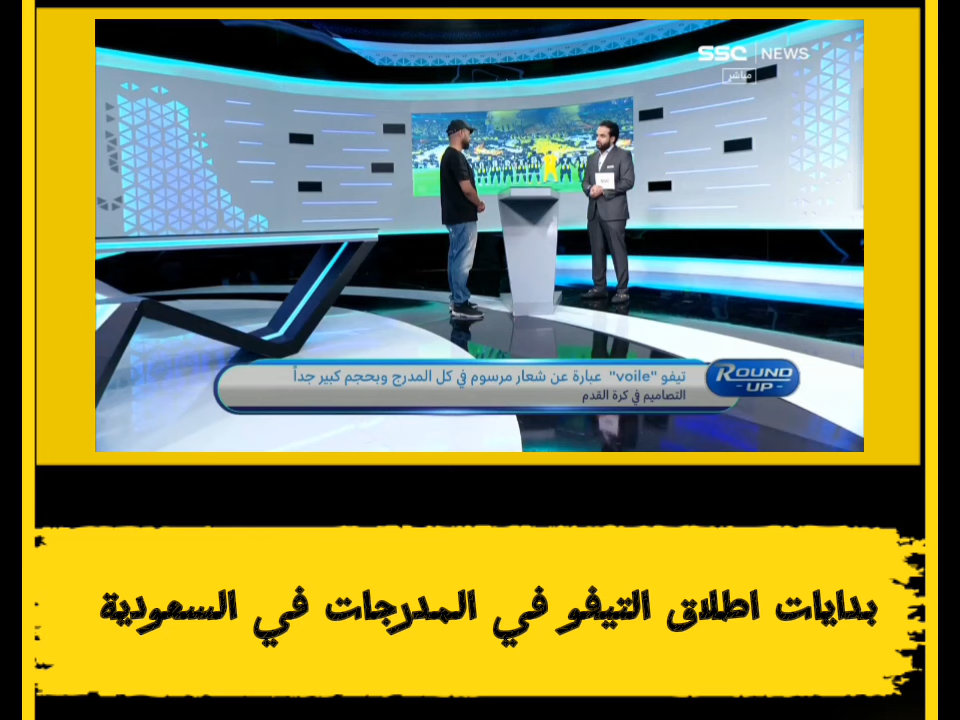 SSC NEWS
مباشر
تيفو "voile" عبارة عن شعار مرسوم في كل المدرج وبحجم كبير جداً
التصاميم في كرة القدم
ROUND
- UP -
بدايات اطلاق التيفو في المدرجات في السعودية